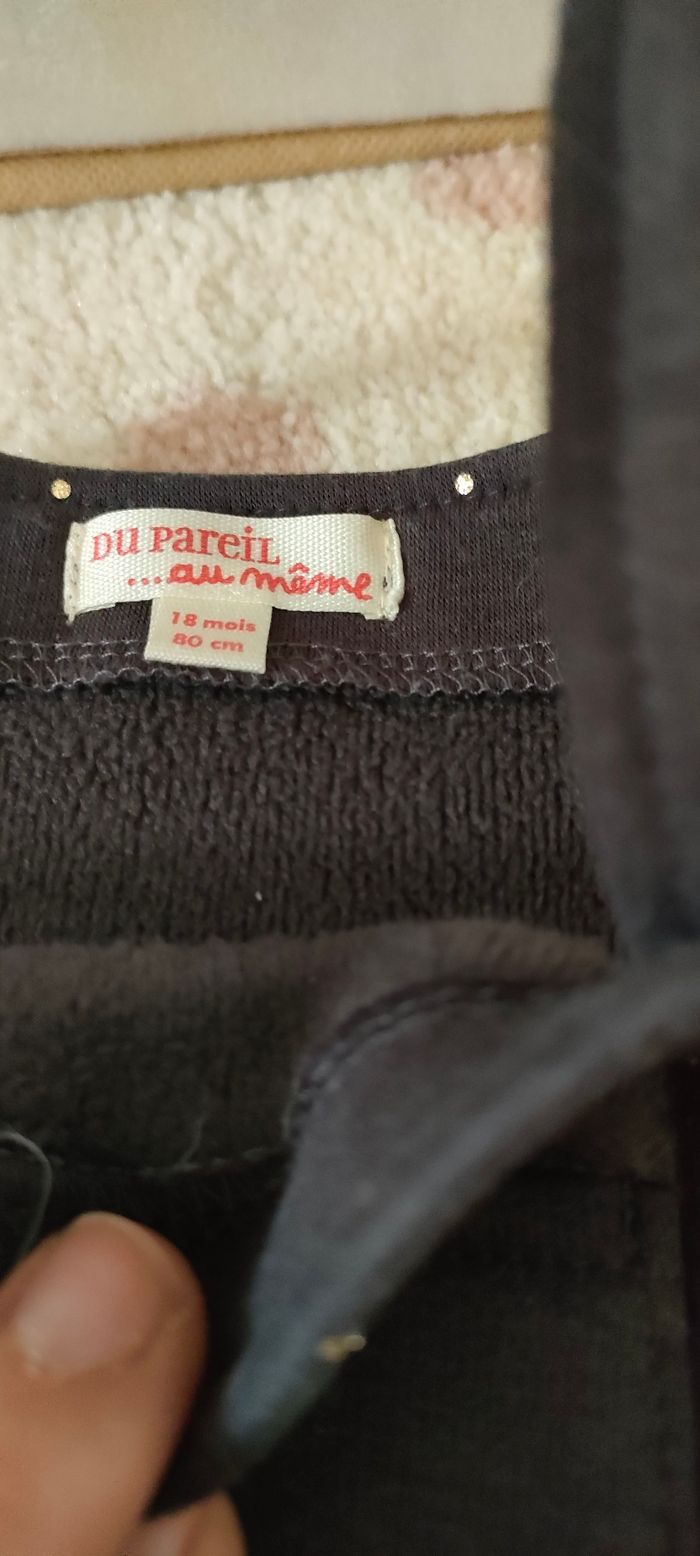 DU PAREIL
...au même
18 mois
80 cm